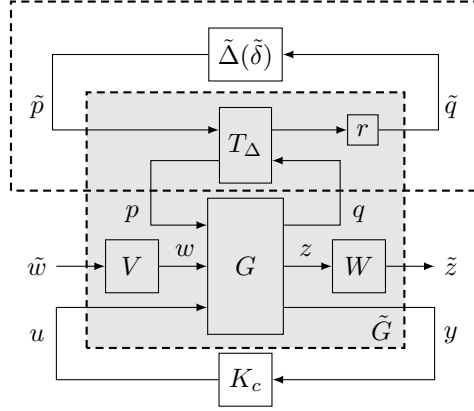 Δ̃(δ̃)
p̃ q̃
T_Δ r
p q
w̃ V w G z W z̃
u G̃ y
K_c